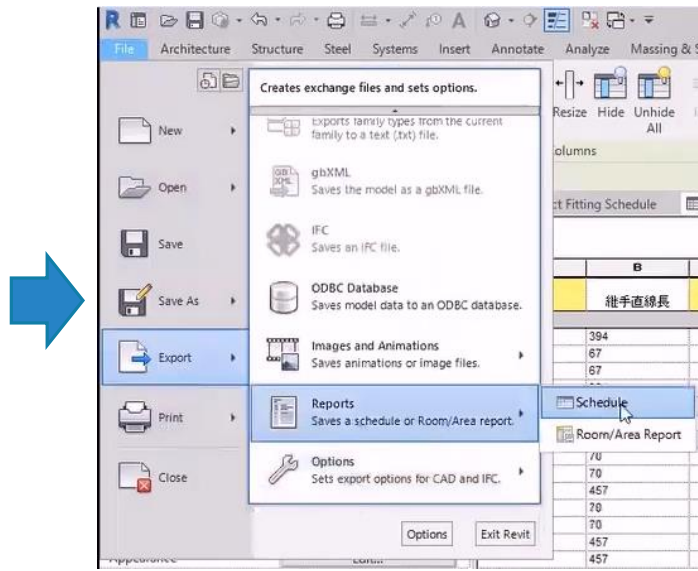 File Architecture Structure Steel Systems Insert Annotate Analyze Massing &
Creates exchange files and sets options.
New
Open
Save
Save As
Export
Print
Close
Exports family types from the current
family to a text (.txt) file.
gbXML
Saves the model as a gbXML file.
IFC
Saves an IFC file.
ODBC Database
Saves model data to an ODBC database.
Images and Animations
Saves animations or image files.
Reports
Saves a schedule or Room/Area report.
Options
Sets export options for CAD and IFC.
Options Exit Revit
Schedule
Room/Area Report
Resize Hide Unhide
All
olumns
ct Fitting Schedule
B
継手直線長
394
67
67
70
70
457
70
70
457
457